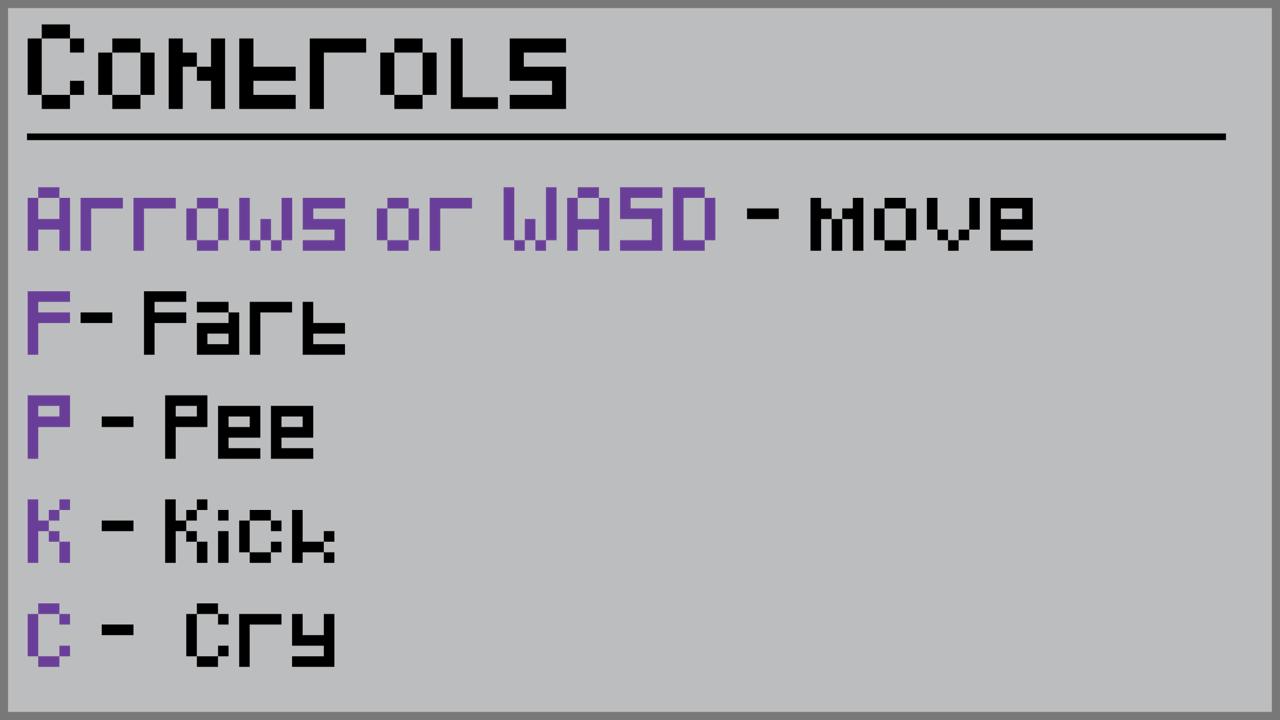 Controls
Arrows or WASD - move
F- Fart
P - Pee
K - Kick
C - Cry